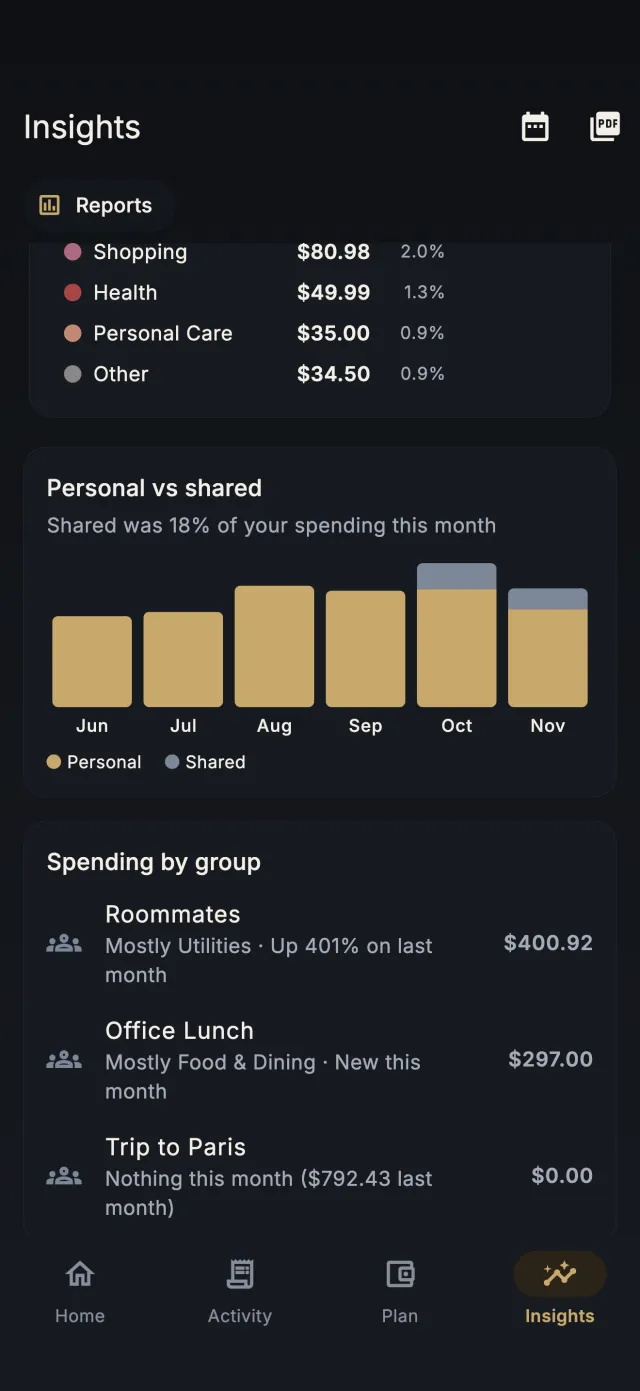 Insights
PDF
Reports
Shopping $80.98 2.0%
Health $49.99 1.3%
Personal Care $35.00 0.9%
Other $34.50 0.9%
Personal vs shared
Shared was 18% of your spending this month
Jun Jul Aug Sep Oct Nov
Personal Shared
Spending by group
Roommates
Mostly Utilities · Up 401% on last
month
$400.92
Office Lunch
Mostly Food & Dining · New this
month
$297.00
Trip to Paris
Nothing this month ($792.43 last
month)
$0.00
Home Activity Plan Insights